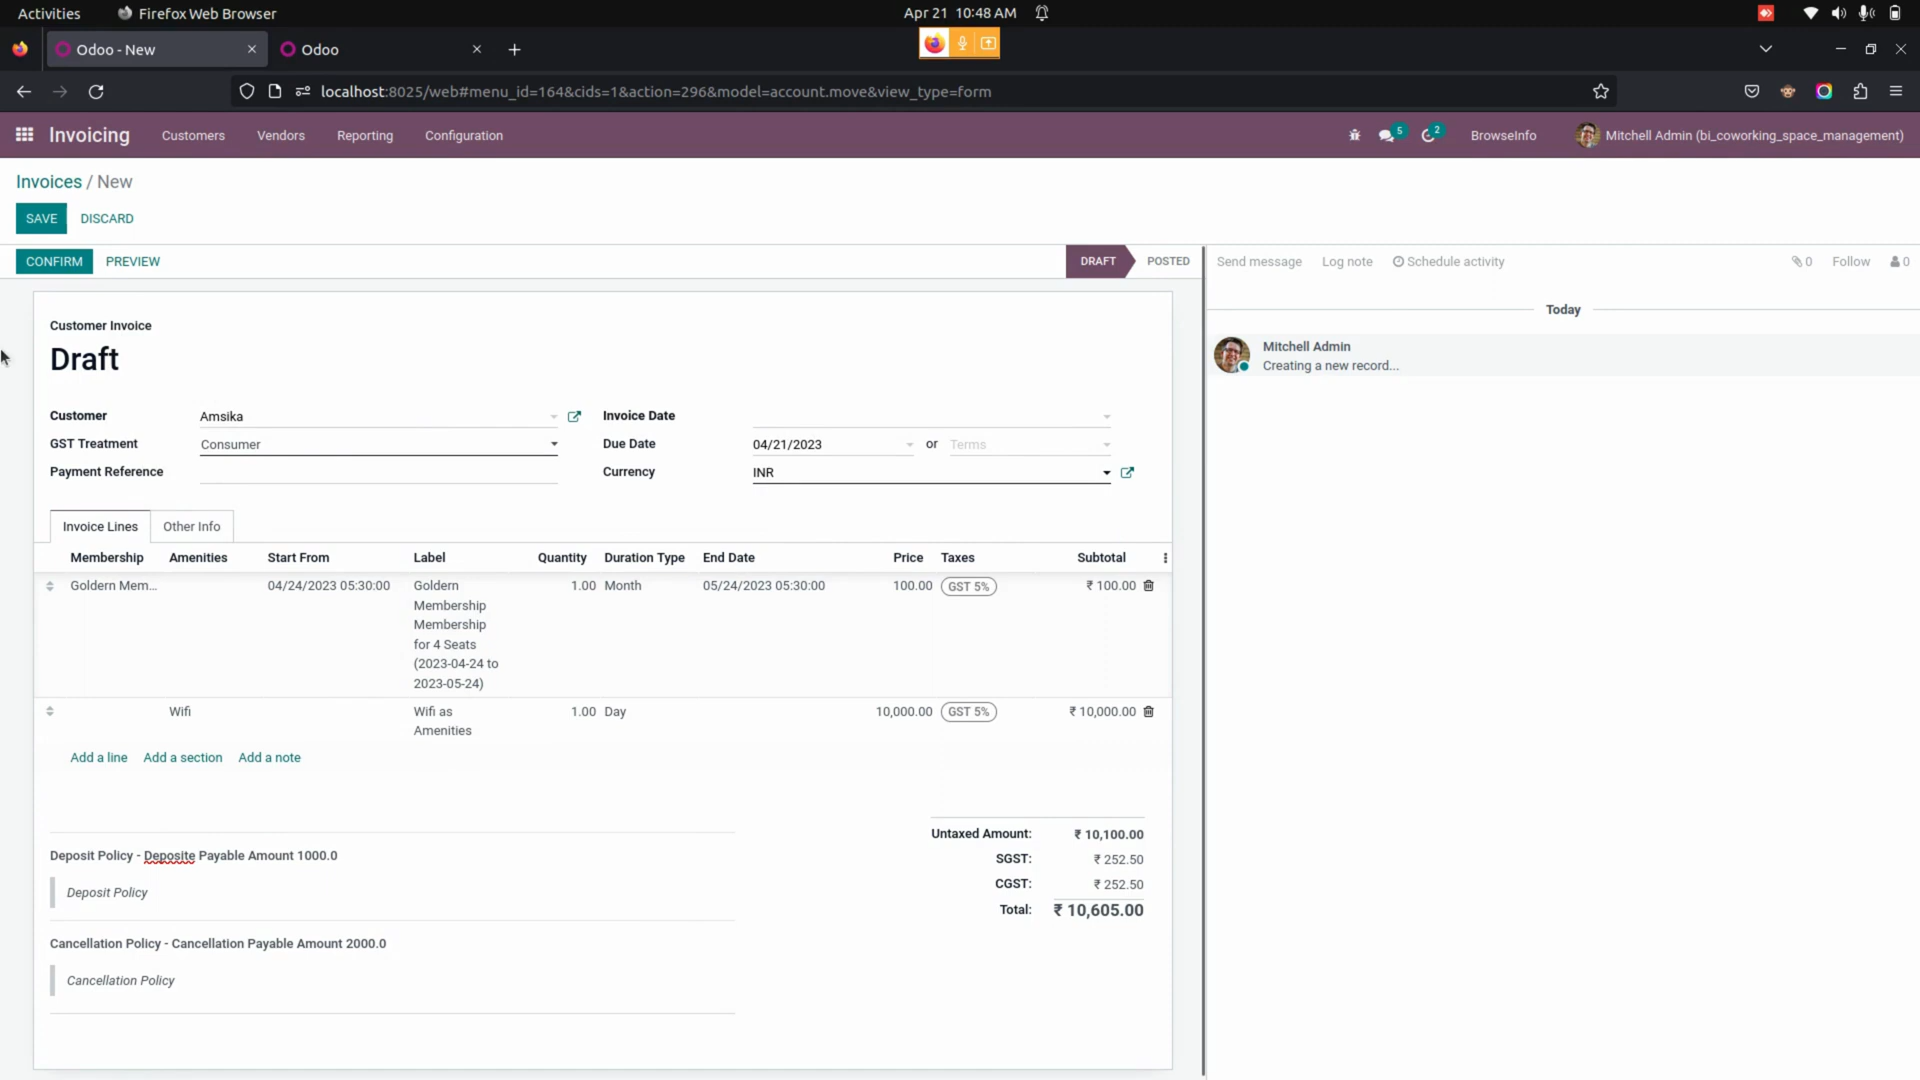 Activities Firefox Web Browser Apr 21 10:48 AM
Odoo - New Odoo
localhost:8025/web#menu_id=164&cids=1&action=296&model=account.move&view_type=form
Invoicing Customers Vendors Reporting Configuration 5 2 BrowseInfo Mitchell Admin (bi_coworking_space_management)
Invoices / New
SAVE DISCARD
CONFIRM PREVIEW DRAFT POSTED Send message Log note Schedule activity 0 Follow 0
Today
Customer Invoice
Draft
Mitchell Admin
Creating a new record...
Customer Amsika Invoice Date
GST Treatment Consumer Due Date 04/21/2023 or Terms
Payment Reference Currency INR
Invoice Lines Other Info
Membership Amenities Start From Label Quantity Duration Type End Date Price Taxes Subtotal
Goldern Mem... 04/24/2023 05:30:00 Goldern 1.00 Month 05/24/2023 05:30:00 100.00 GST 5% ₹ 100.00
Membership
Membership
for 4 Seats
(2023-04-24 to
2023-05-24)
Wifi Wifi as 1.00 Day 10,000.00 GST 5% ₹ 10,000.00
Amenities
Add a line Add a section Add a note
Untaxed Amount: ₹ 10,100.00
SGST: ₹ 252.50
CGST: ₹ 252.50
Total: ₹ 10,605.00
Deposit Policy - Deposite Payable Amount 1000.0
Deposit Policy
Cancellation Policy - Cancellation Payable Amount 2000.0
Cancellation Policy